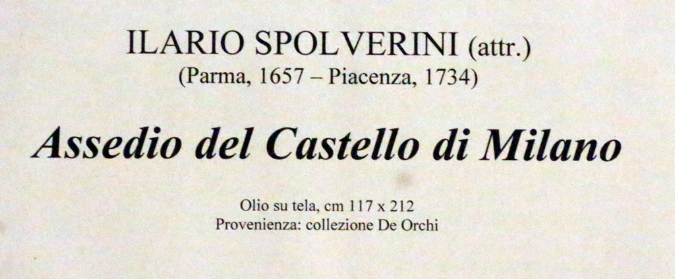 ILARIO SPOLVERINI (attr.)
(Parma, 1657 – Piacenza, 1734)
Assedio del Castello di Milano
Olio su tela, cm 117 x 212
Provenienza: collezione De Orchi